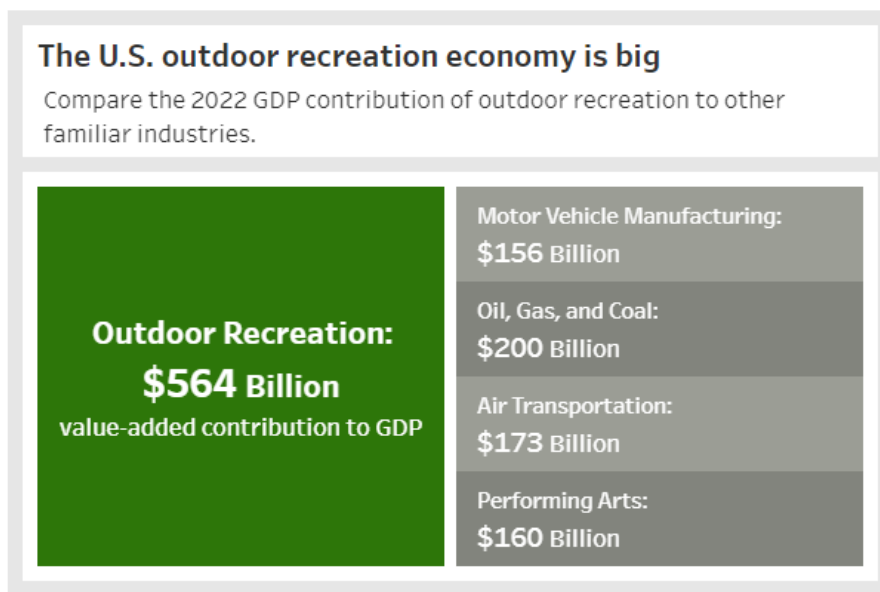 The U.S. outdoor recreation economy is big
Compare the 2022 GDP contribution of outdoor recreation to other
familiar industries.
Outdoor Recreation:
$564 Billion
value-added contribution to GDP
Motor Vehicle Manufacturing:
$156 Billion
Oil, Gas, and Coal:
$200 Billion
Air Transportation:
$173 Billion
Performing Arts:
$160 Billion